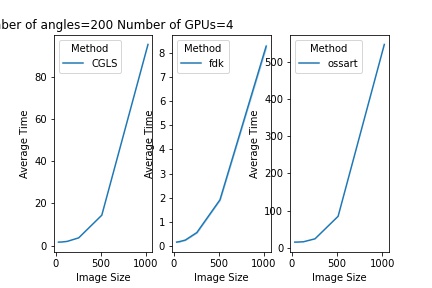 ber of angles=200 Number of GPUs=4
Method
CGLS
Average Time
80
60
40
20
0
0
500
1000
Image Size
Method
fdk
Average Time
8
7
6
5
4
3
2
1
0
0
500
1000
Image Size
Method
ossart
Average Time
500
400
300
200
100
0
0
500
1000
Image Size